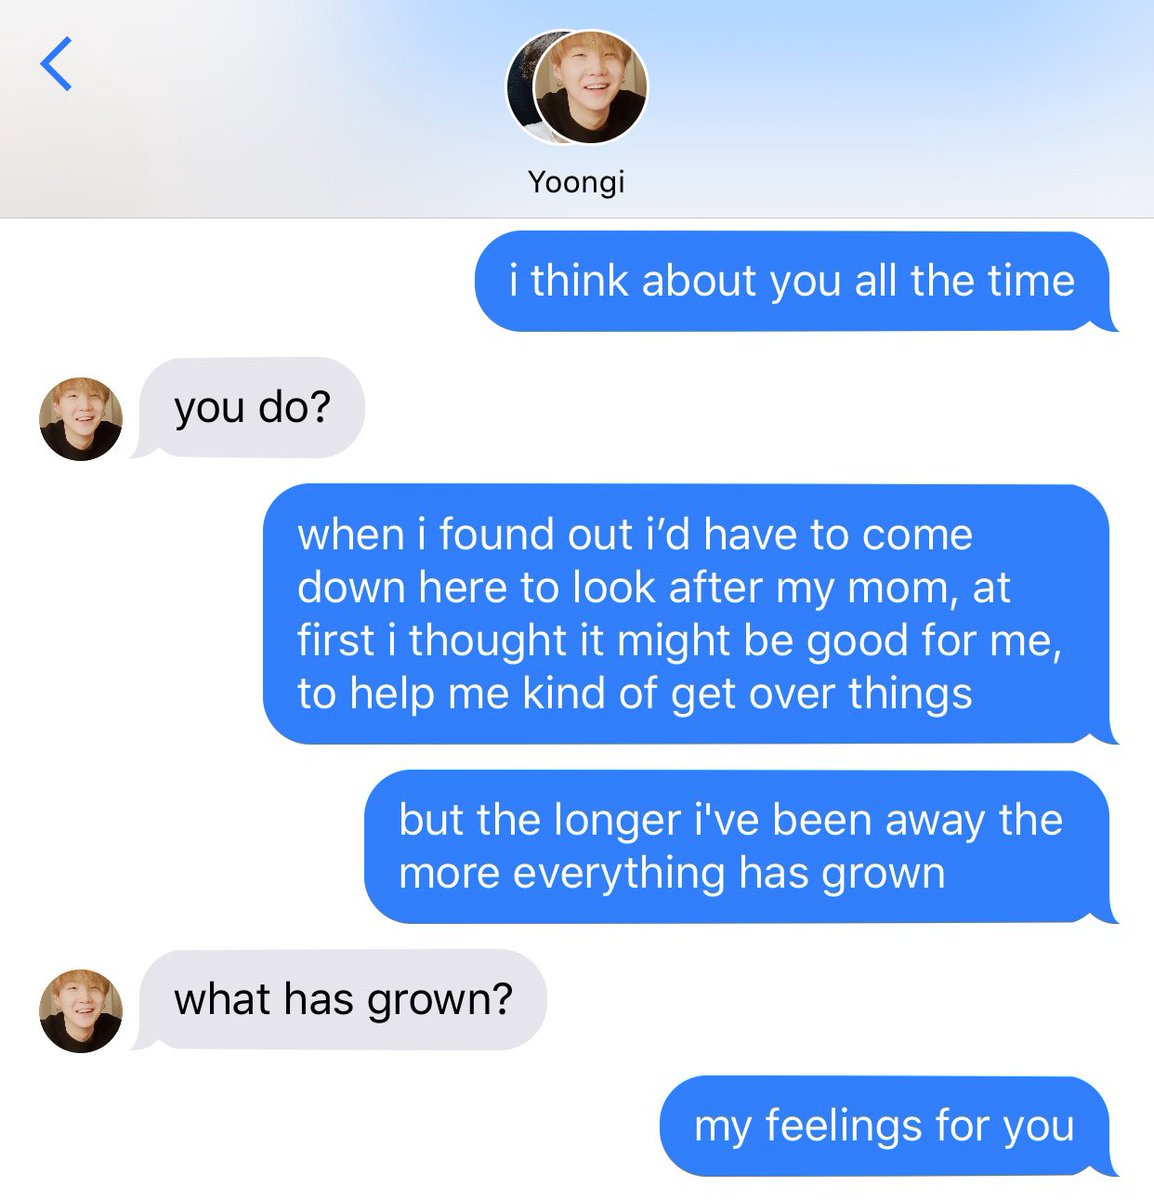 Yoongi
i think about you all the time
you do?
when i found out i’d have to come
down here to look after my mom, at
first i thought it might be good for me,
to help me kind of get over things
but the longer i've been away the
more everything has grown
what has grown?
my feelings for you